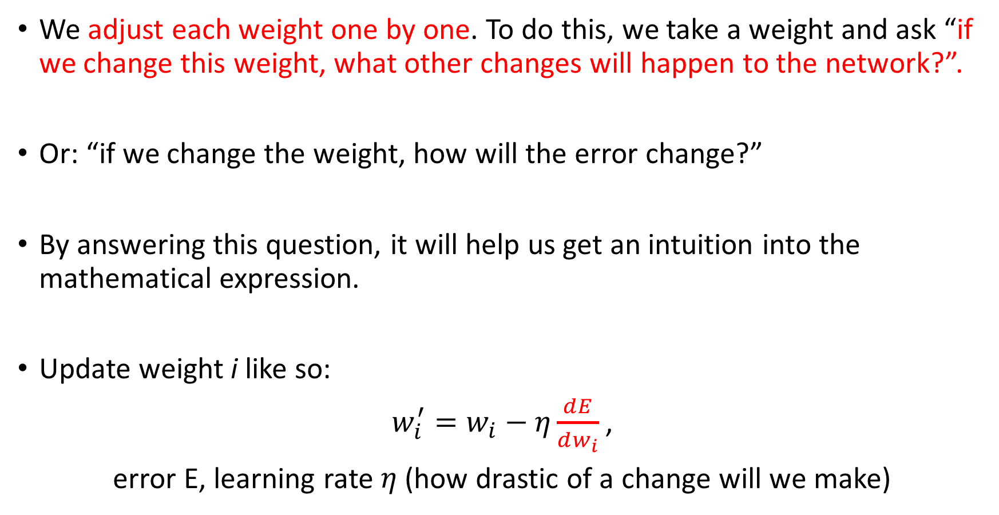 • We adjust each weight one by one. To do this, we take a weight and ask “if
we change this weight, what other changes will happen to the network?”.
• Or: “if we change the weight, how will the error change?”
• By answering this question, it will help us get an intuition into the
mathematical expression.
• Update weight i like so:
w_i′ = w_i − η dE/dw_i ,
error E, learning rate η (how drastic of a change will we make)